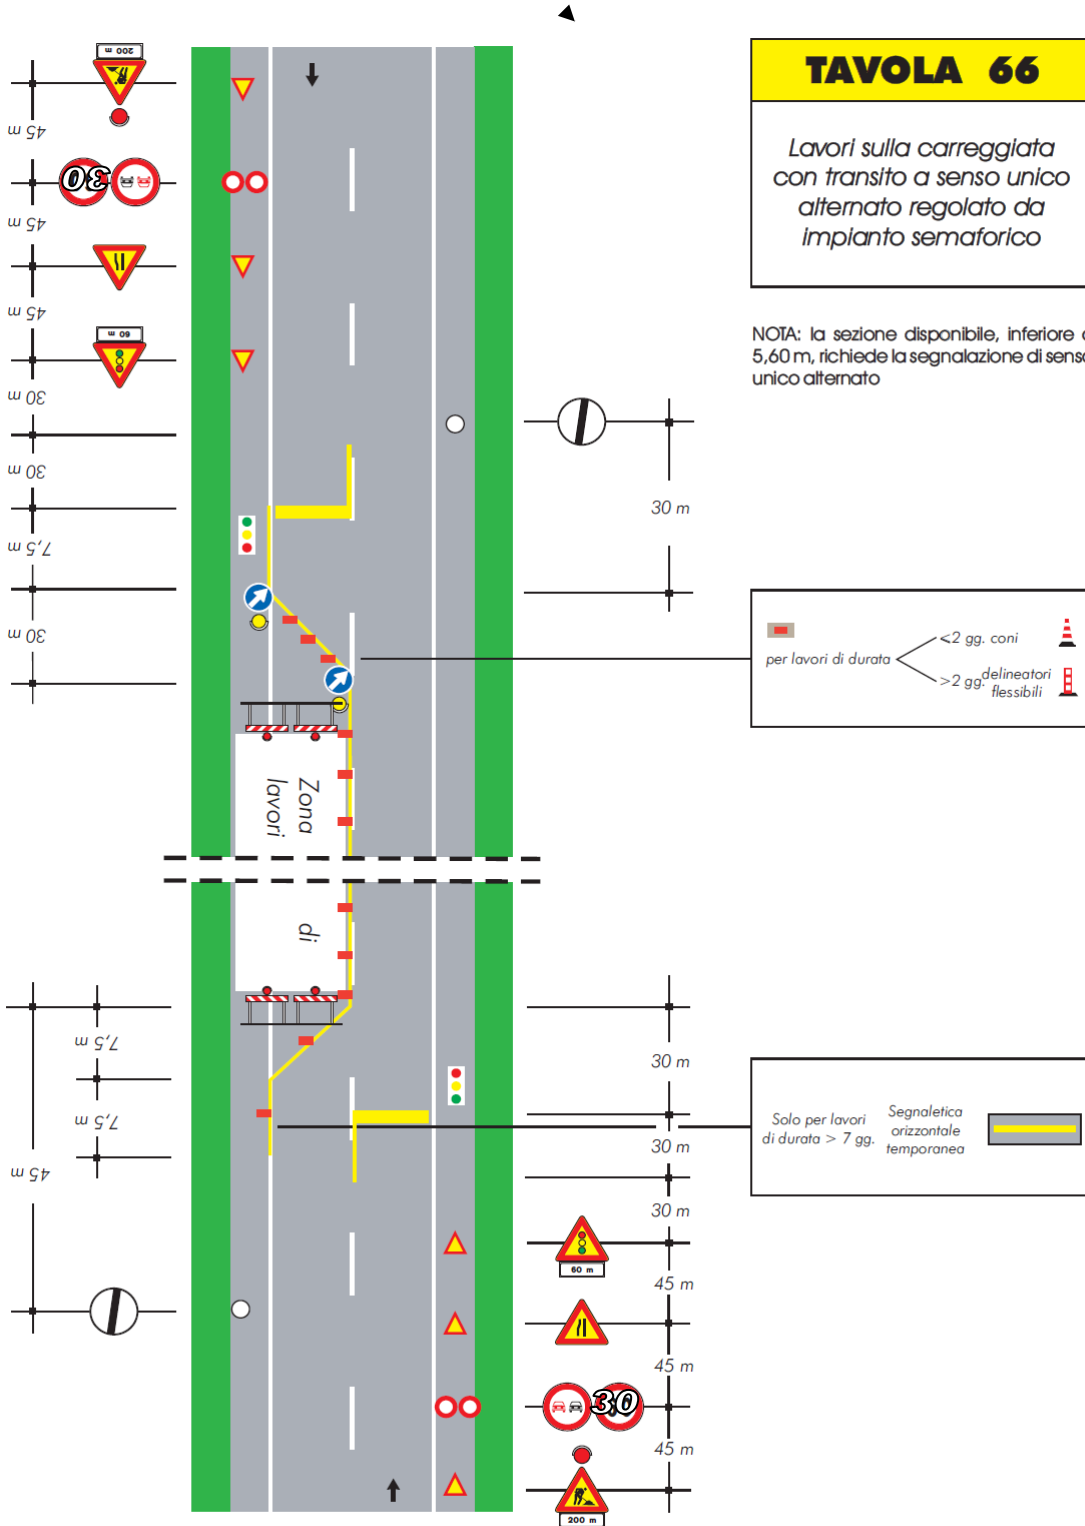 TAVOLA 66
Lavori sulla carreggiata
con transito a senso unico
alternato regolato da
impianto semaforico
NOTA: la sezione disponibile, inferiore a
5,60 m, richiede la segnalazione di senso
unico alternato
200 m
45 m
30
45 m
45 m
60 m
30 m
30 m
7,5 m
30 m
30 m
per lavori di durata
<2 gg. coni
>2 gg. delineatori
flessibili
Zona di
lavori
7,5 m
7,5 m
45 m
30 m
30 m
30 m
Solo per lavori
di durata > 7 gg.
Segnaletica
orizzontale
temporanea
60 m
45 m
45 m
30
45 m
200 m